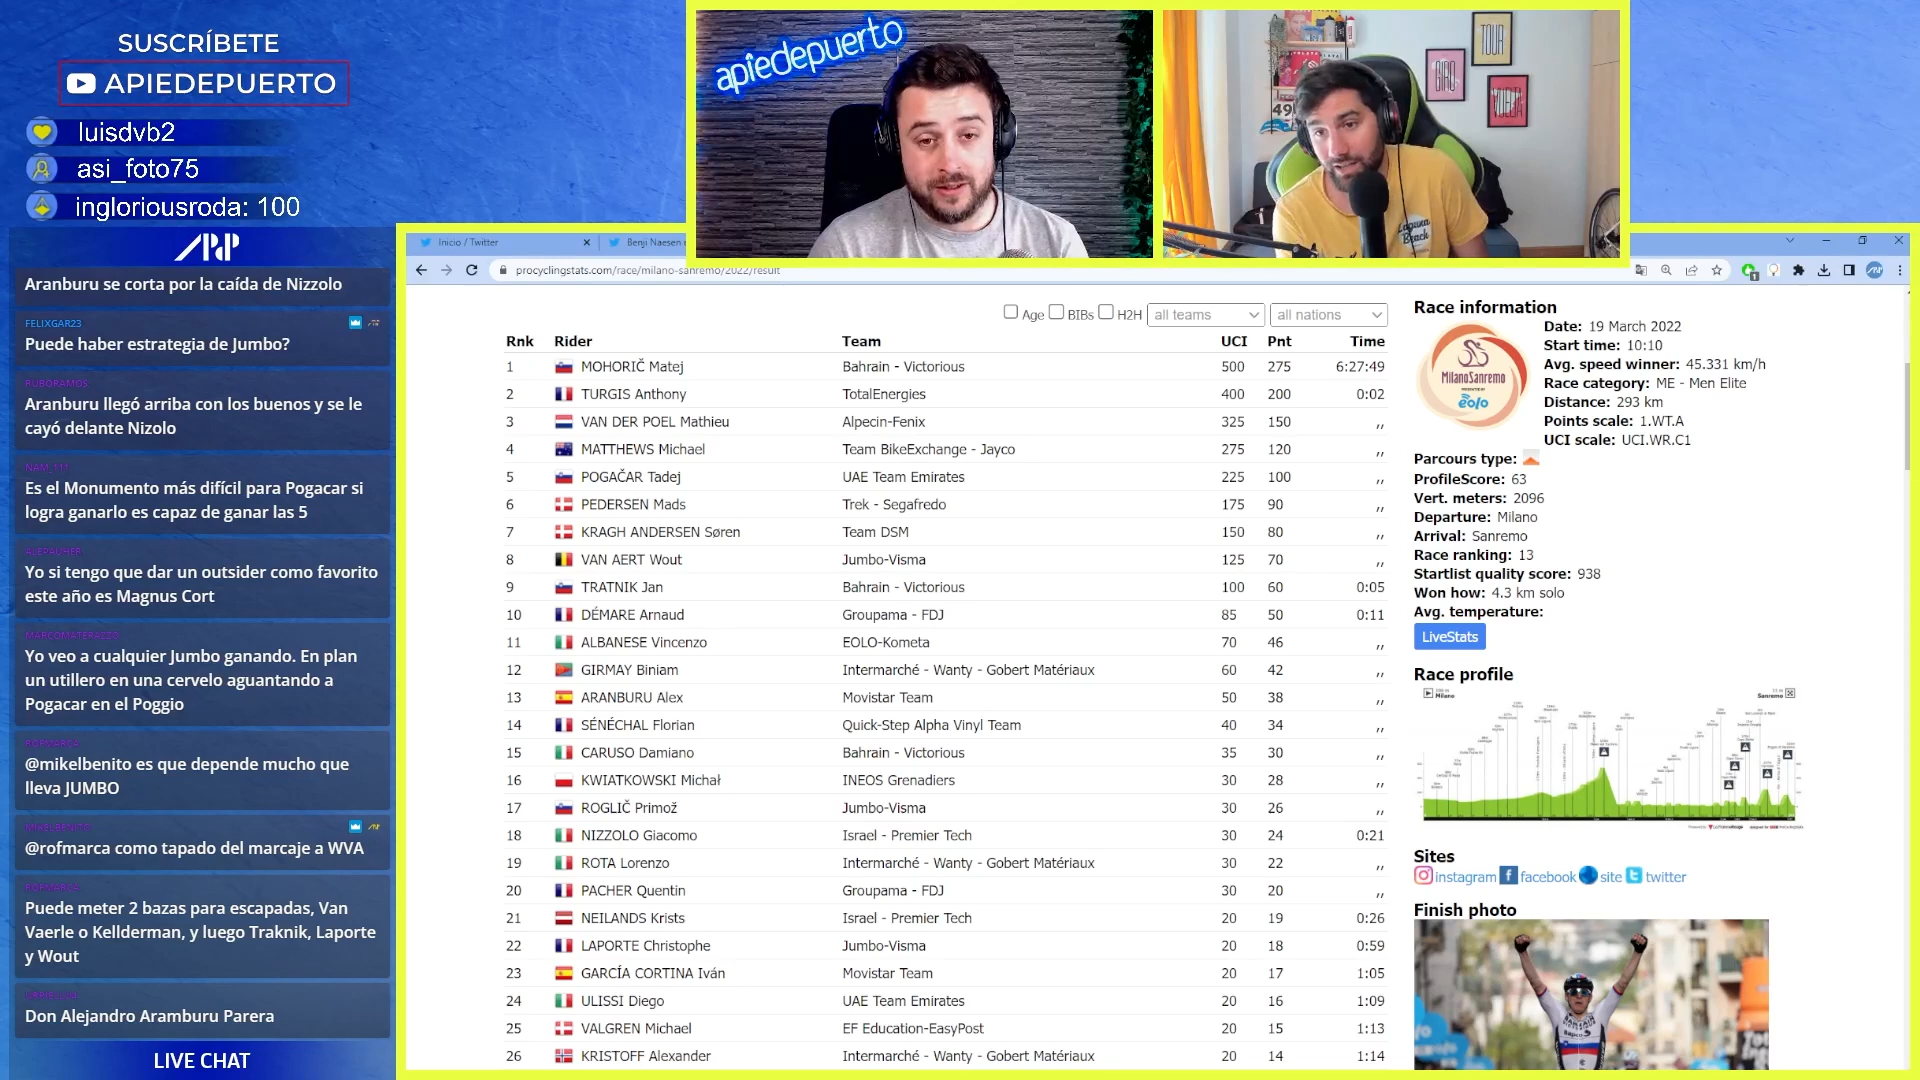 SUSCRÍBETE
APIEDEPUERTO
luisdvb2
asi_foto75
ingloriousroda: 100
Aranburu se corta por la caída de Nizzolo
FELIXGAR23
Puede haber estrategia de Jumbo?
RUBORAMOS
Aranburu llegó arriba con los buenos y se le
cayó delante Nizolo
NAM_111
Es el Monumento más difícil para Pogacar si
logra ganarlo es capaz de ganar las 5
Yo si tengo que dar un outsider como favorito
este año es Magnus Cort
MARCOMATERAZZO
Yo veo a cualquier Jumbo ganando. En plan
un utillero en una cervelo aguantando a
Pogacar en el Poggio
ROFMARCA
@mikelbenito es que depende mucho que
lleva JUMBO
MIKELBENITO
@rofmarca como tapado del marcaje a WVA
ROFMARCA
Puede meter 2 bazas para escapadas, Van
Vaerle o Kellderman, y luego Traknik, Laporte
y Wout
Don Alejandro Aramburu Parera
LIVE CHAT
apiedepuerto
TOUR
GIRO
VUELTA
Laguna
Beach
Inicio / Twitter
Benji Naesen
procyclingstats.com/race/milano-sanremo/2022/result
Age BIBs H2H all teams all nations
Rnk Rider Team UCI Pnt Time
1 MOHORIČ Matej Bahrain - Victorious 500 275 6:27:49
2 TURGIS Anthony TotalEnergies 400 200 0:02
3 VAN DER POEL Mathieu Alpecin-Fenix 325 150 ,,
4 MATTHEWS Michael Team BikeExchange - Jayco 275 120 ,,
5 POGAČAR Tadej UAE Team Emirates 225 100 ,,
6 PEDERSEN Mads Trek - Segafredo 175 90 ,,
7 KRAGH ANDERSEN Søren Team DSM 150 80 ,,
8 VAN AERT Wout Jumbo-Visma 125 70 ,,
9 TRATNIK Jan Bahrain - Victorious 100 60 0:05
10 DÉMARE Arnaud Groupama - FDJ 85 50 0:11
11 ALBANESE Vincenzo EOLO-Kometa 70 46 ,,
12 GIRMAY Biniam Intermarché - Wanty - Gobert Matériaux 60 42 ,,
13 ARANBURU Alex Movistar Team 50 38 ,,
14 SÉNÉCHAL Florian Quick-Step Alpha Vinyl Team 40 34 ,,
15 CARUSO Damiano Bahrain - Victorious 35 30 ,,
16 KWIATKOWSKI Michał INEOS Grenadiers 30 28 ,,
17 ROGLIČ Primož Jumbo-Visma 30 26 ,,
18 NIZZOLO Giacomo Israel - Premier Tech 30 24 0:21
19 ROTA Lorenzo Intermarché - Wanty - Gobert Matériaux 30 22 ,,
20 PACHER Quentin Groupama - FDJ 30 20 ,,
21 NEILANDS Krists Israel - Premier Tech 20 19 0:26
22 LAPORTE Christophe Jumbo-Visma 20 18 0:59
23 GARCÍA CORTINA Iván Movistar Team 20 17 1:05
24 ULISSI Diego UAE Team Emirates 20 16 1:09
25 VALGREN Michael EF Education-EasyPost 20 15 1:13
26 KRISTOFF Alexander Intermarché - Wanty - Gobert Matériaux 20 14 1:14
Race information
MilanoSanremo
eolo
Date: 19 March 2022
Start time: 10:10
Avg. speed winner: 45.331 km/h
Race category: ME - Men Elite
Distance: 293 km
Points scale: 1.WT.A
UCI scale: UCI.WR.C1
Parcours type:
ProfileScore: 63
Vert. meters: 2096
Departure: Milano
Arrival: Sanremo
Race ranking: 13
Startlist quality score: 938
Won how: 4.3 km solo
Avg. temperature:
LiveStats
Race profile
Milano
Sanremo
Sites
instagram facebook site twitter
Finish photo